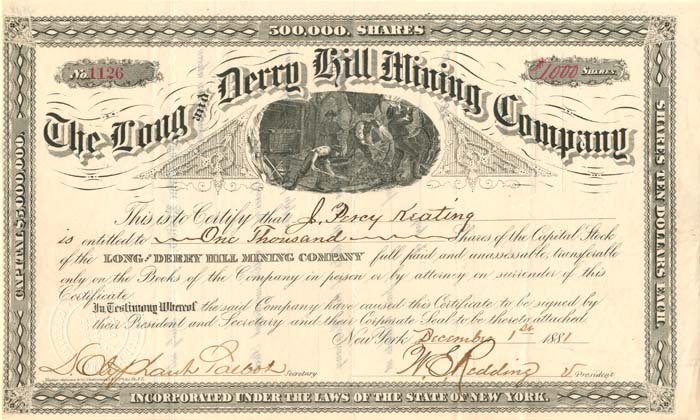 500,000, SHARES
No. 1126
1000 SHARES.
The Long and Derry Hill Mining Company
CAPITAL $5,000,000.
SHARES TEN DOLLARS EACH
This is to Certify that J. Percy Keating
is entitled to One Thousand Shares of the Capital Stock
of the LONG AND DERRY HILL MINING COMPANY full paid and unassessable, transferable
only on the Books of the Company in person or by attorney on surrender of this
Certificate.
In Testimony Whereof, the said Company have caused this Certificate to be signed by
their President and Secretary and their Corporate Seal to be thereto attached.
New York December 1st 1881
Secretary
W. S. Redding
V President
INCORPORATED UNDER THE LAWS OF THE STATE OF NEW YORK.